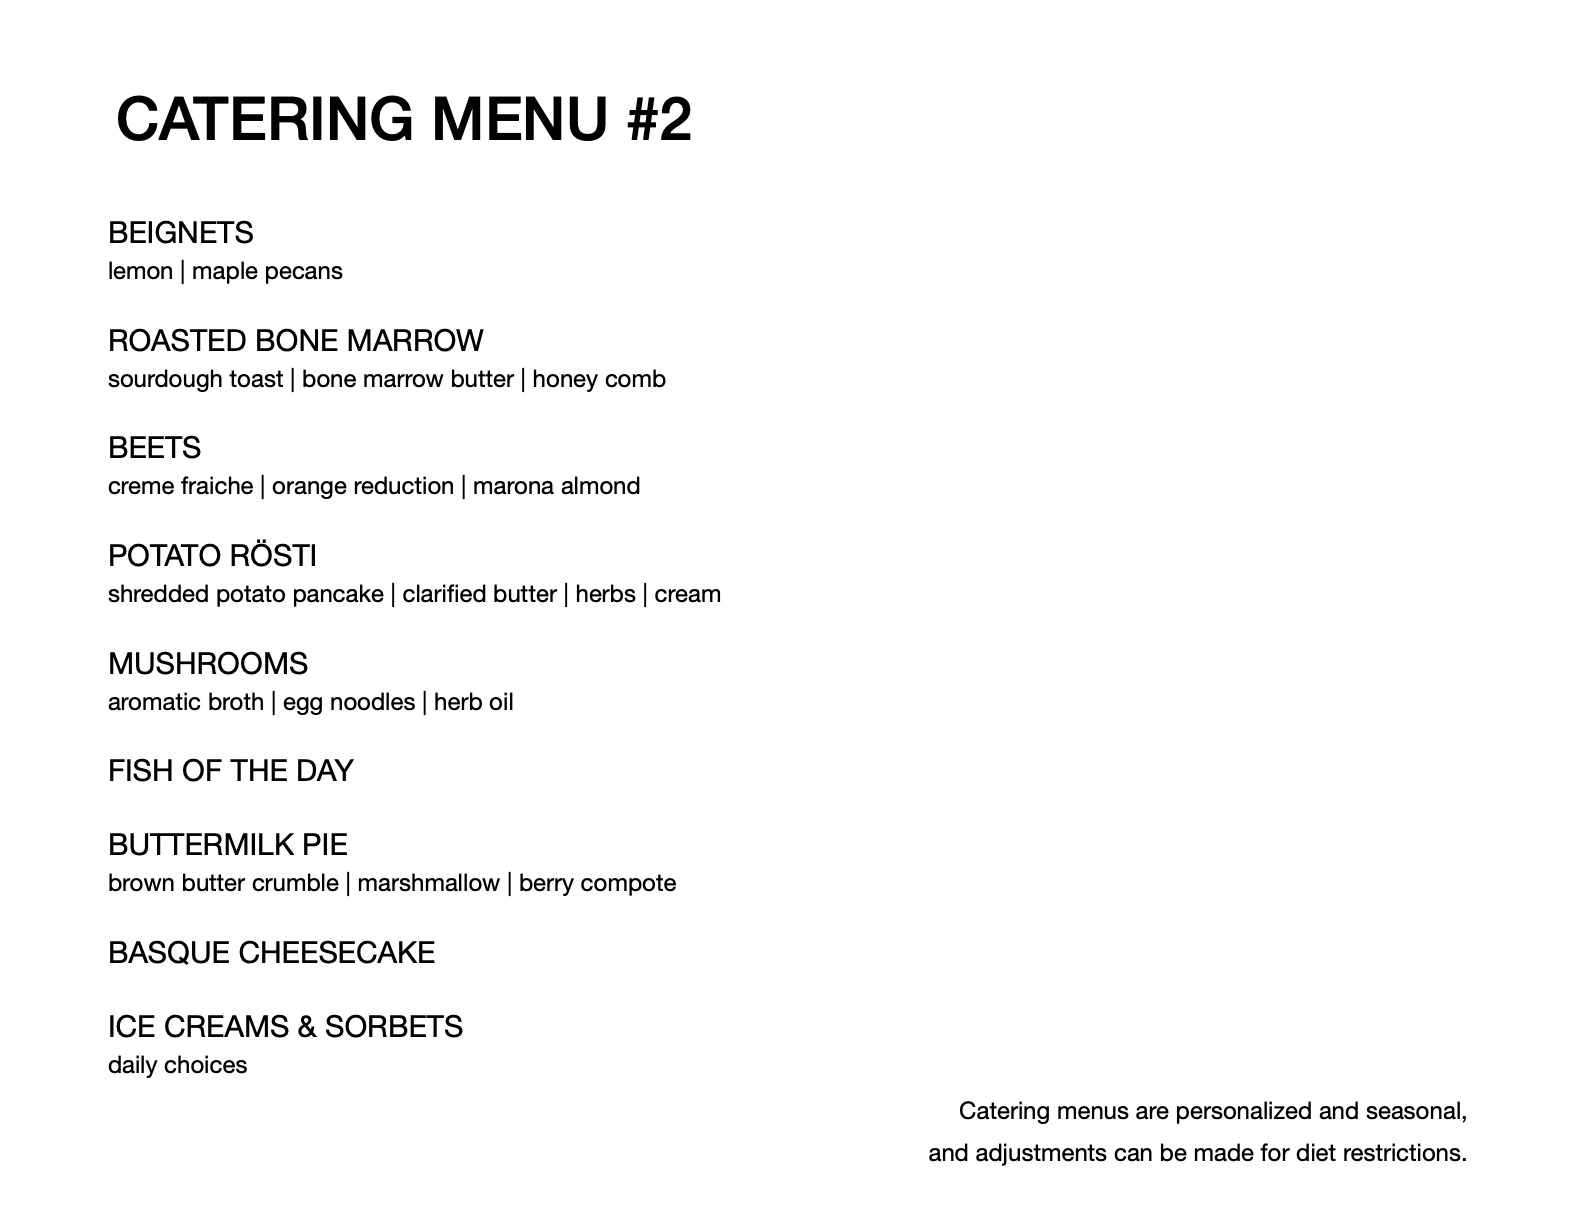 CATERING MENU #2
BEIGNETS
lemon | maple pecans
ROASTED BONE MARROW
sourdough toast | bone marrow butter | honey comb
BEETS
creme fraiche | orange reduction | marona almond
POTATO RÖSTI
shredded potato pancake | clarified butter | herbs | cream
MUSHROOMS
aromatic broth | egg noodles | herb oil
FISH OF THE DAY
BUTTERMILK PIE
brown butter crumble | marshmallow | berry compote
BASQUE CHEESECAKE
ICE CREAMS & SORBETS
daily choices
Catering menus are personalized and seasonal,
and adjustments can be made for diet restrictions.